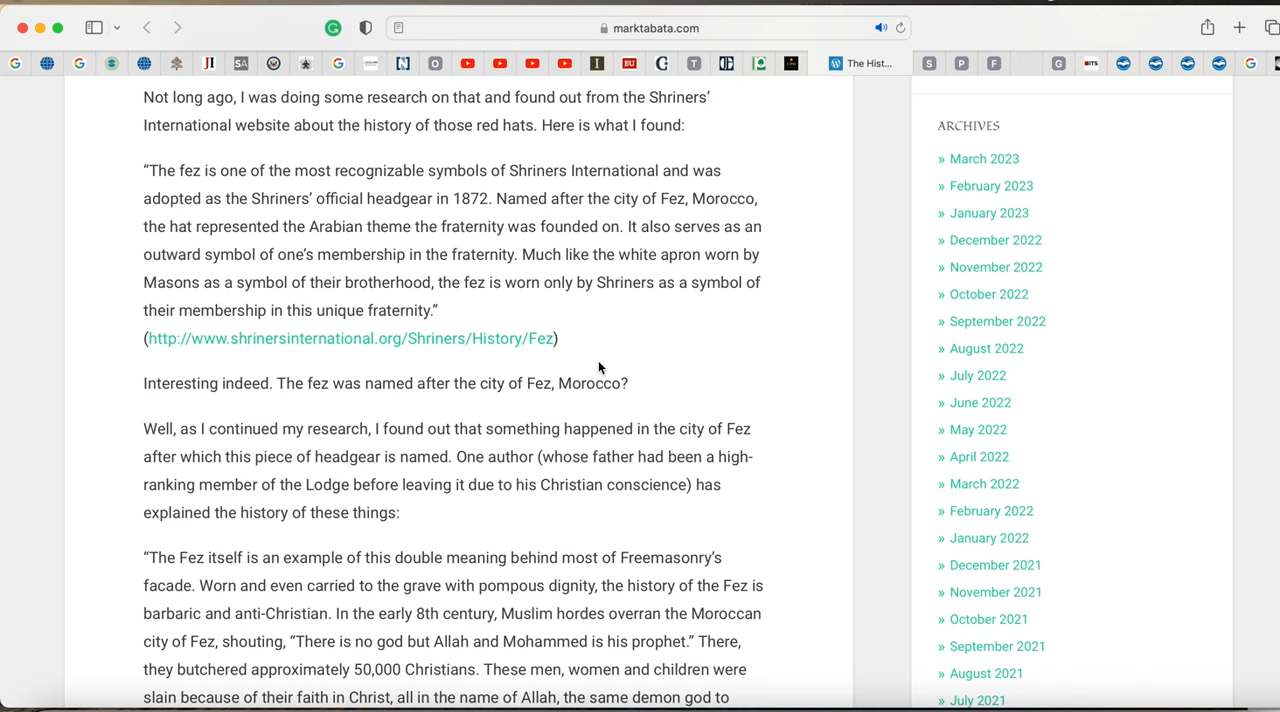 marktabata.com
JI
SA
N
O
BU
C
T
CPH
The Hist...
S
P
F
G
BITS
Not long ago, I was doing some research on that and found out from the Shriners’
International website about the history of those red hats. Here is what I found:
“The fez is one of the most recognizable symbols of Shriners International and was
adopted as the Shriners’ official headgear in 1872. Named after the city of Fez, Morocco,
the hat represented the Arabian theme the fraternity was founded on. It also serves as an
outward symbol of one’s membership in the fraternity. Much like the white apron worn by
Masons as a symbol of their brotherhood, the fez is worn only by Shriners as a symbol of
their membership in this unique fraternity.”
(http://www.shrinersinternational.org/Shriners/History/Fez)
Interesting indeed. The fez was named after the city of Fez, Morocco?
Well, as I continued my research, I found out that something happened in the city of Fez
after which this piece of headgear is named. One author (whose father had been a high-
ranking member of the Lodge before leaving it due to his Christian conscience) has
explained the history of these things:
“The Fez itself is an example of this double meaning behind most of Freemasonry’s
facade. Worn and even carried to the grave with pompous dignity, the history of the Fez is
barbaric and anti-Christian. In the early 8th century, Muslim hordes overran the Moroccan
city of Fez, shouting, “There is no god but Allah and Mohammed is his prophet.” There,
they butchered approximately 50,000 Christians. These men, women and children were
slain because of their faith in Christ, all in the name of Allah, the same demon god to
ARCHIVES
» March 2023
» February 2023
» January 2023
» December 2022
» November 2022
» October 2022
» September 2022
» August 2022
» July 2022
» June 2022
» May 2022
» April 2022
» March 2022
» February 2022
» January 2022
» December 2021
» November 2021
» October 2021
» September 2021
» August 2021
» July 2021